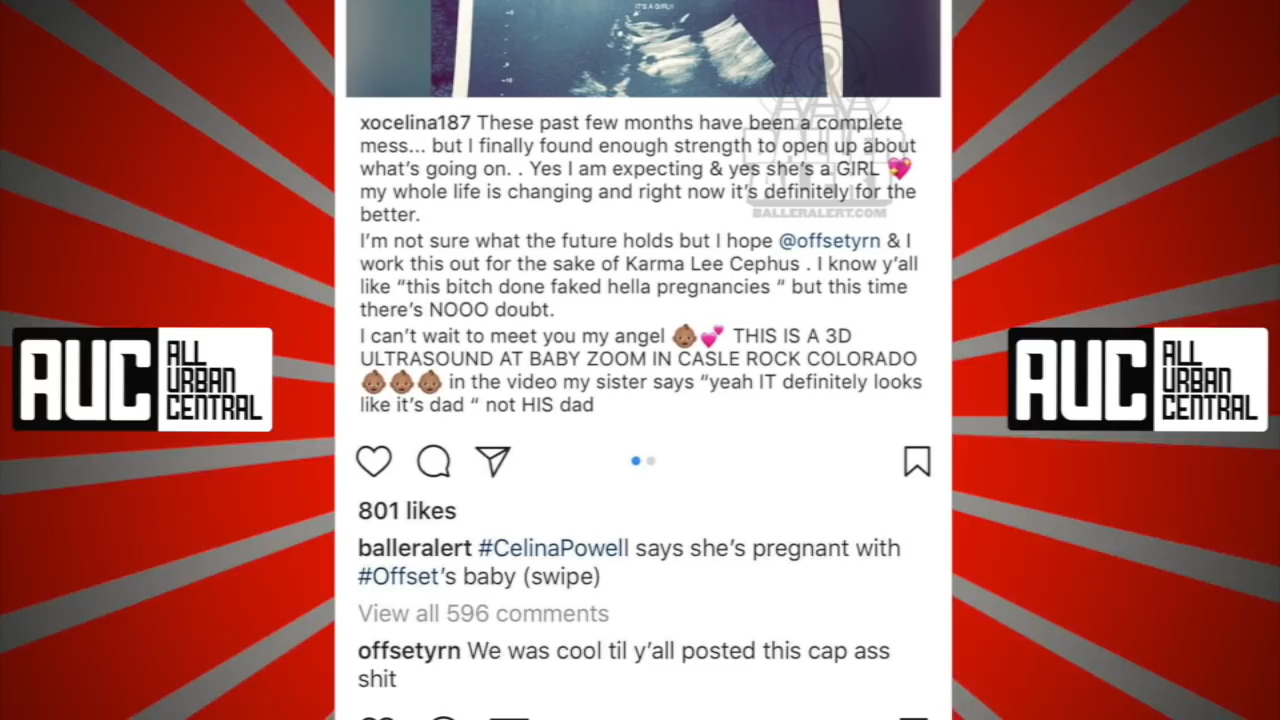 IT'S A GIRL!
xocelina187 These past few months have been a complete
mess... but I finally found enough strength to open up about
what's going on. . Yes I am expecting & yes she's a GIRL 💖
my whole life is changing and right now it's definitely for the
better.
I'm not sure what the future holds but I hope @offsetyrn & I
work this out for the sake of Karma Lee Cephus . I know y'all
like “this bitch done faked hella pregnancies “ but this time
there's NOOO doubt.
I can't wait to meet you my angel 👶🏽💕 THIS IS A 3D
ULTRASOUND AT BABY ZOOM IN CASLE ROCK COLORADO
👶🏽👶🏽👶🏽 in the video my sister says “yeah IT definitely looks
like it's dad “ not HIS dad
BALLER
ALERT
BALLERALERT.COM
AUC ALL
URBAN
CENTRAL
AUC ALL
URBAN
CENTRAL
801 likes
balleralert #CelinaPowell says she's pregnant with
#Offset's baby (swipe)
View all 596 comments
offsetyrn We was cool til y'all posted this cap ass
shit